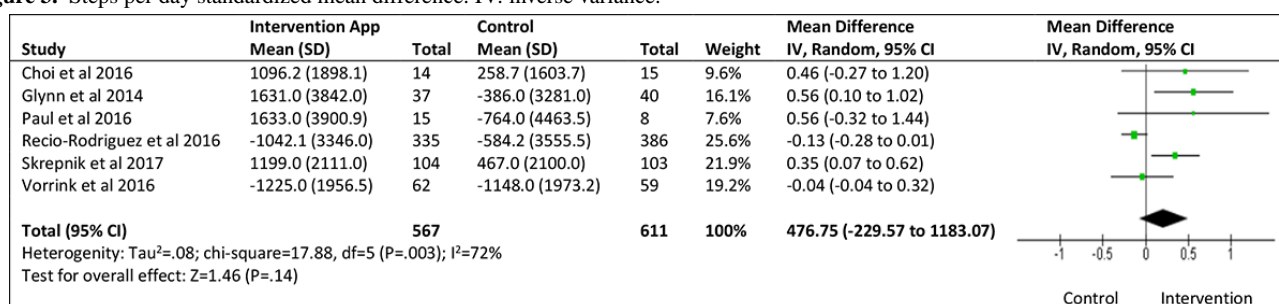 Figure 3. Steps per day standardized mean difference. IV: inverse variance.
Intervention App Control Mean Difference Mean Difference
Study Mean (SD) Total Mean (SD) Total Weight IV, Random, 95% CI IV, Random, 95% CI
Choi et al 2016 1096.2 (1898.1) 14 258.7 (1603.7) 15 9.6% 0.46 (-0.27 to 1.20)
Glynn et al 2014 1631.0 (3842.0) 37 -386.0 (3281.0) 40 16.1% 0.56 (0.10 to 1.02)
Paul et al 2016 1633.0 (3900.9) 15 -764.0 (4463.5) 8 7.6% 0.56 (-0.32 to 1.44)
Recio-Rodriguez et al 2016 -1042.1 (3346.0) 335 -584.2 (3555.5) 386 25.6% -0.13 (-0.28 to 0.01)
Skrepnik et al 2017 1199.0 (2111.0) 104 467.0 (2100.0) 103 21.9% 0.35 (0.07 to 0.62)
Vorrink et al 2016 -1225.0 (1956.5) 62 -1148.0 (1973.2) 59 19.2% -0.04 (-0.04 to 0.32)
Total (95% CI) 567 611 100% 476.75 (-229.57 to 1183.07)
Heterogenity: Tau²=.08; chi-square=17.88, df=5 (P=.003); I²=72%
-1 -0.5 0 0.5 1
Test for overall effect: Z=1.46 (P=.14)
Control Intervention